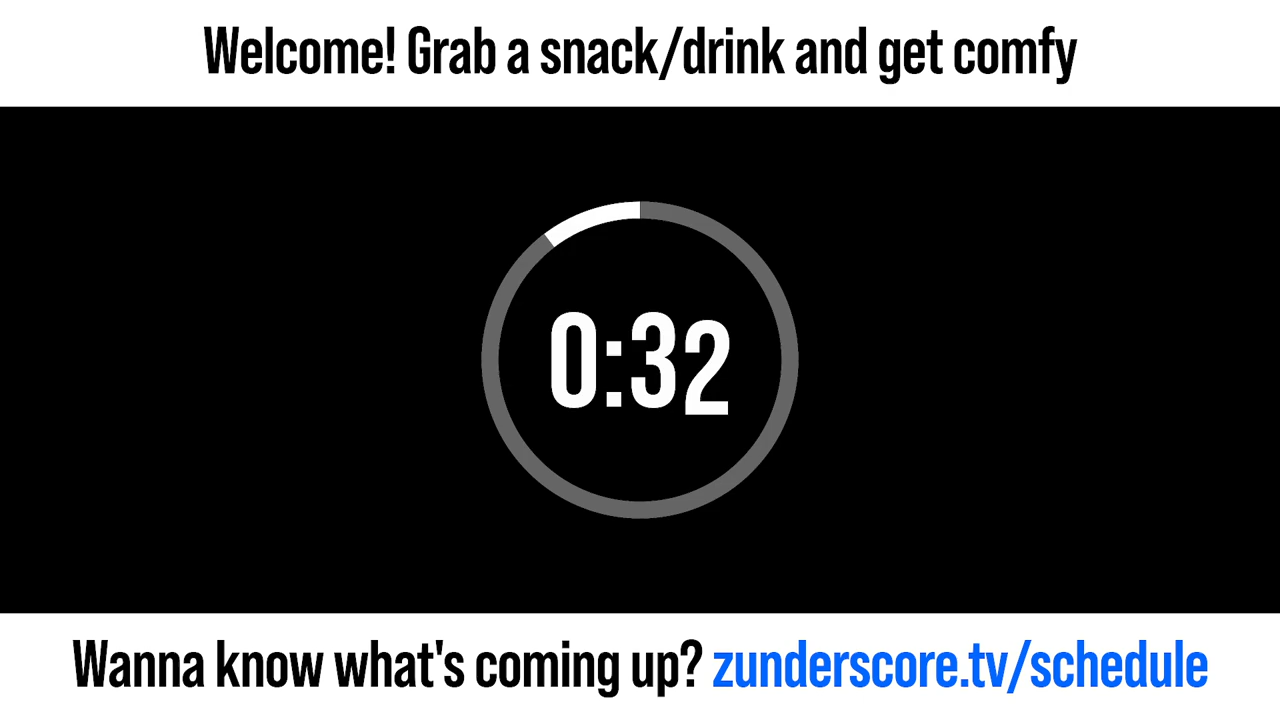 Welcome! Grab a snack/drink and get comfy
0:32
Wanna know what's coming up? zunderscore.tv/schedule